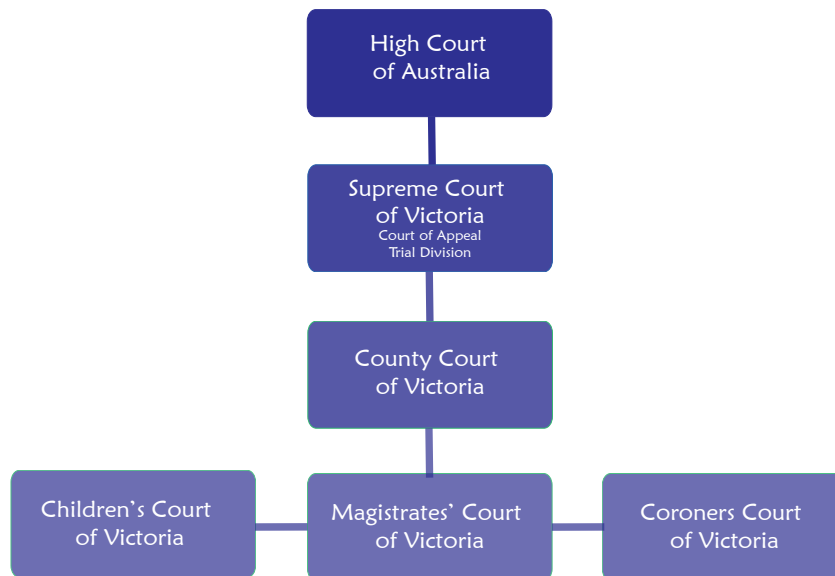 High Court
of Australia
Supreme Court
of Victoria
Court of Appeal
Trial Division
County Court
of Victoria
Children's Court
of Victoria
Magistrates' Court
of Victoria
Coroners Court
of Victoria